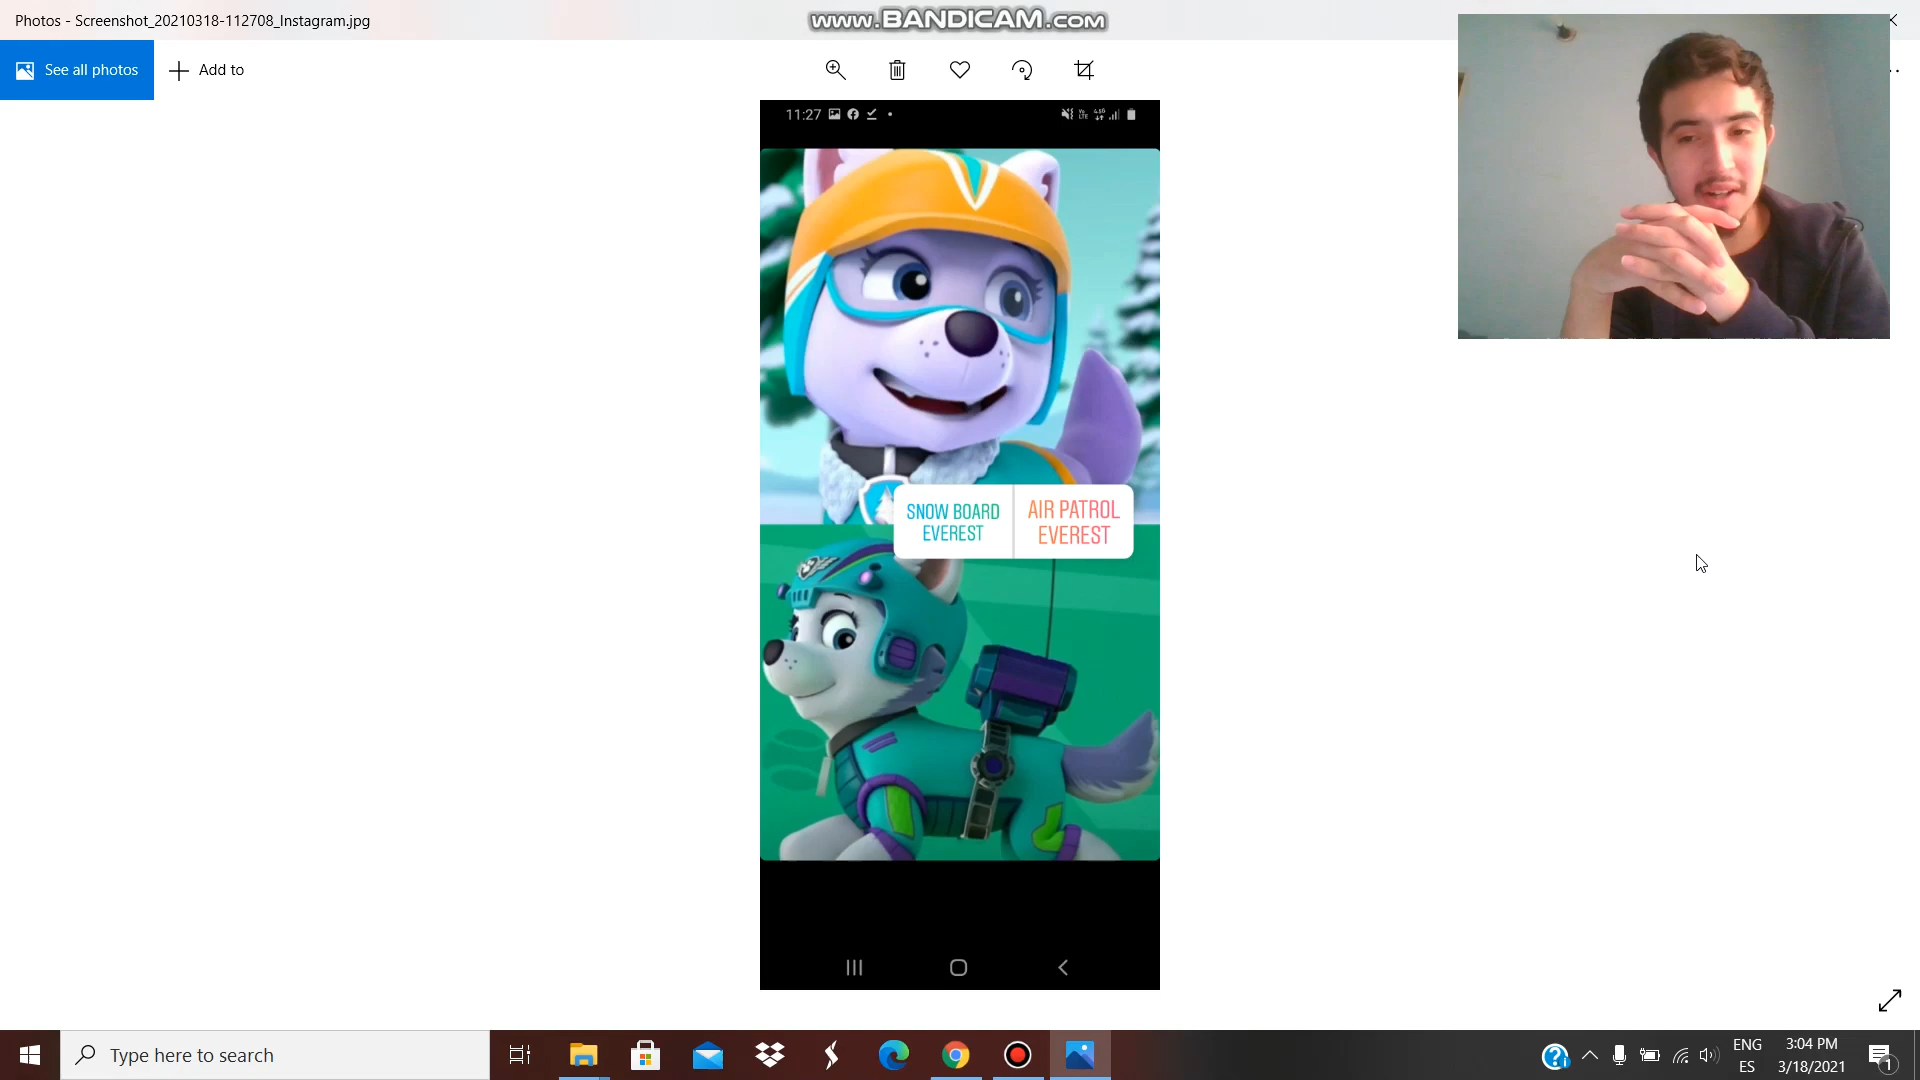 Photos - Screenshot_20210318-112708_Instagram.jpg
www.BANDICAM.com
See all photos
Add to
11:27
SNOW BOARD
EVEREST
AIR PATROL
EVEREST
Type here to search
ENG
ES
3:04 PM
3/18/2021
1